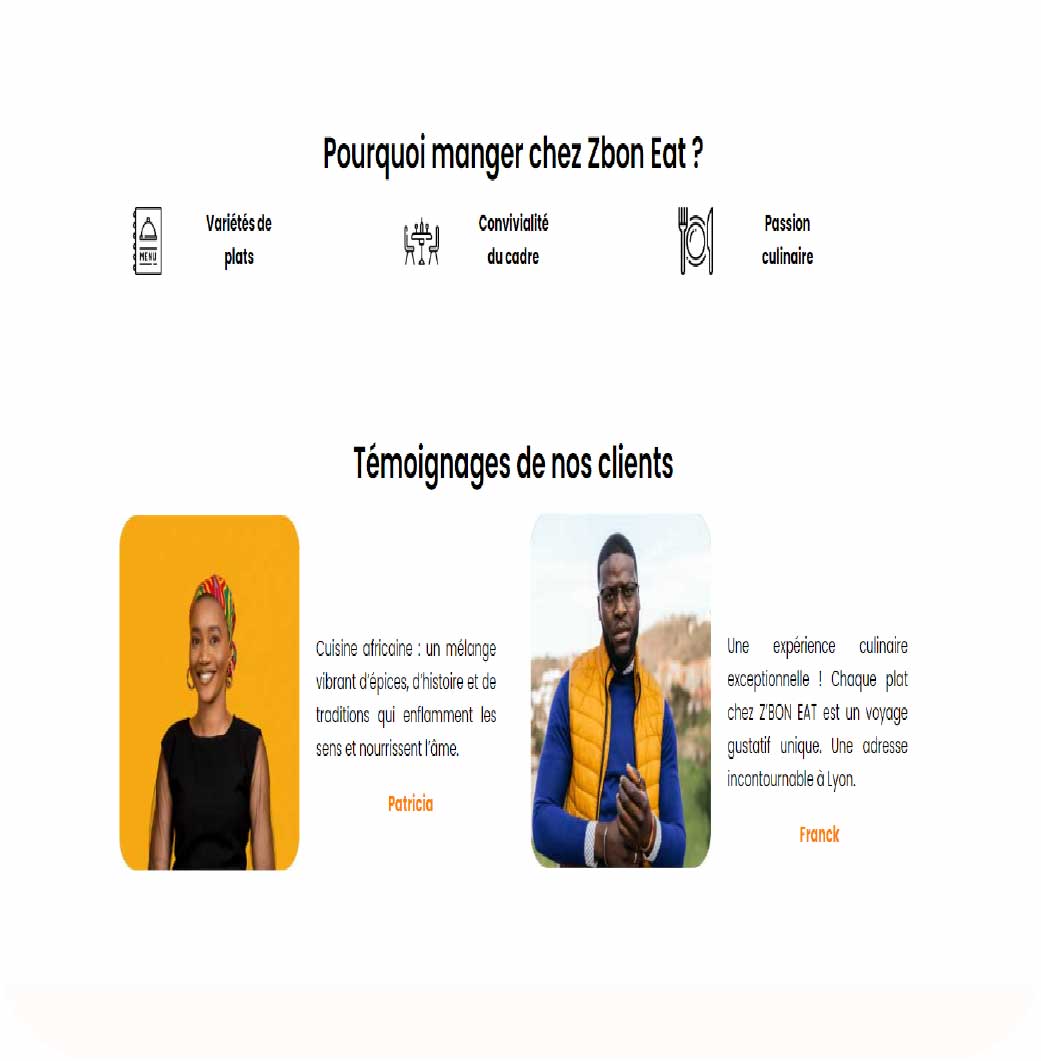 Pourquoi manger chez Zbon Eat ?
Variétés de
plats
MENU
Convivialité
du cadre
Passion
culinaire
Témoignages de nos clients
Cuisine africaine : un mélange
vibrant d'épices, d'histoire et de
traditions qui enflamment les
sens et nourrissent l'âme.
Patricia
Une expérience culinaire
exceptionnelle ! Chaque plat
chez Z'BON EAT est un voyage
gustatif unique. Une adresse
incontournable à Lyon.
Franck